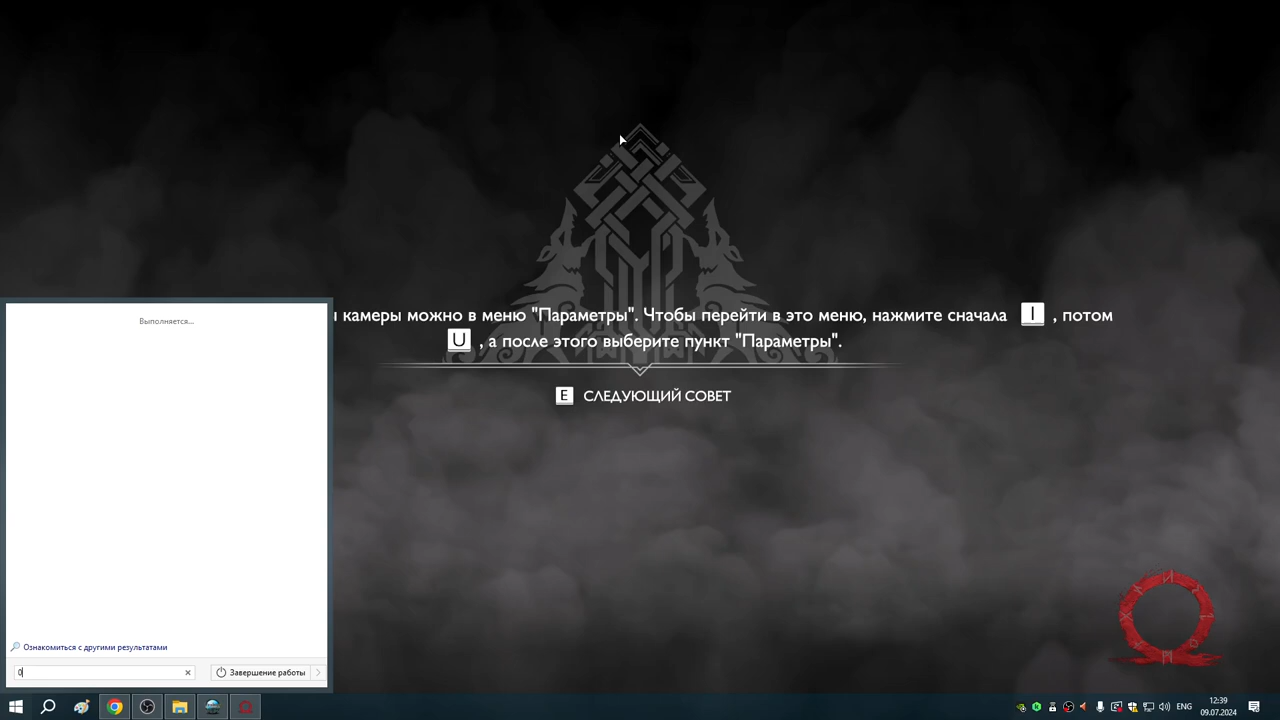 Выполняется...
и камеры можно в меню "Параметры". Чтобы перейти в это меню, нажмите сначала I , потом
U , а после этого выберите пункт "Параметры".
E СЛЕДУЮЩИЙ СОВЕТ
Ознакомиться с другими результатами
0
Завершение работы
ENG
12:39
09.07.2024